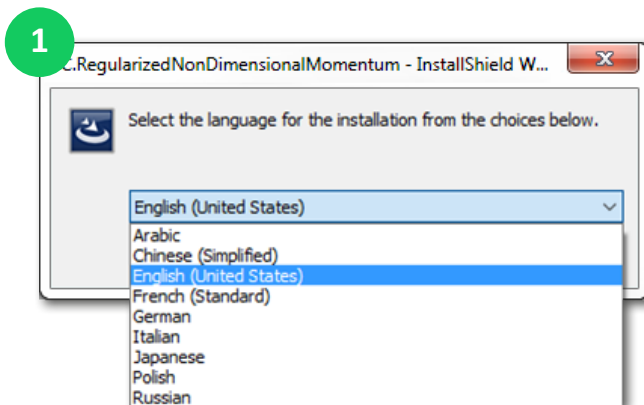 1
C.RegularizedNonDimensionalMomentum - InstallShield W...
Select the language for the installation from the choices below.
English (United States)
Arabic
Chinese (Simplified)
English (United States)
French (Standard)
German
Italian
Japanese
Polish
Russian